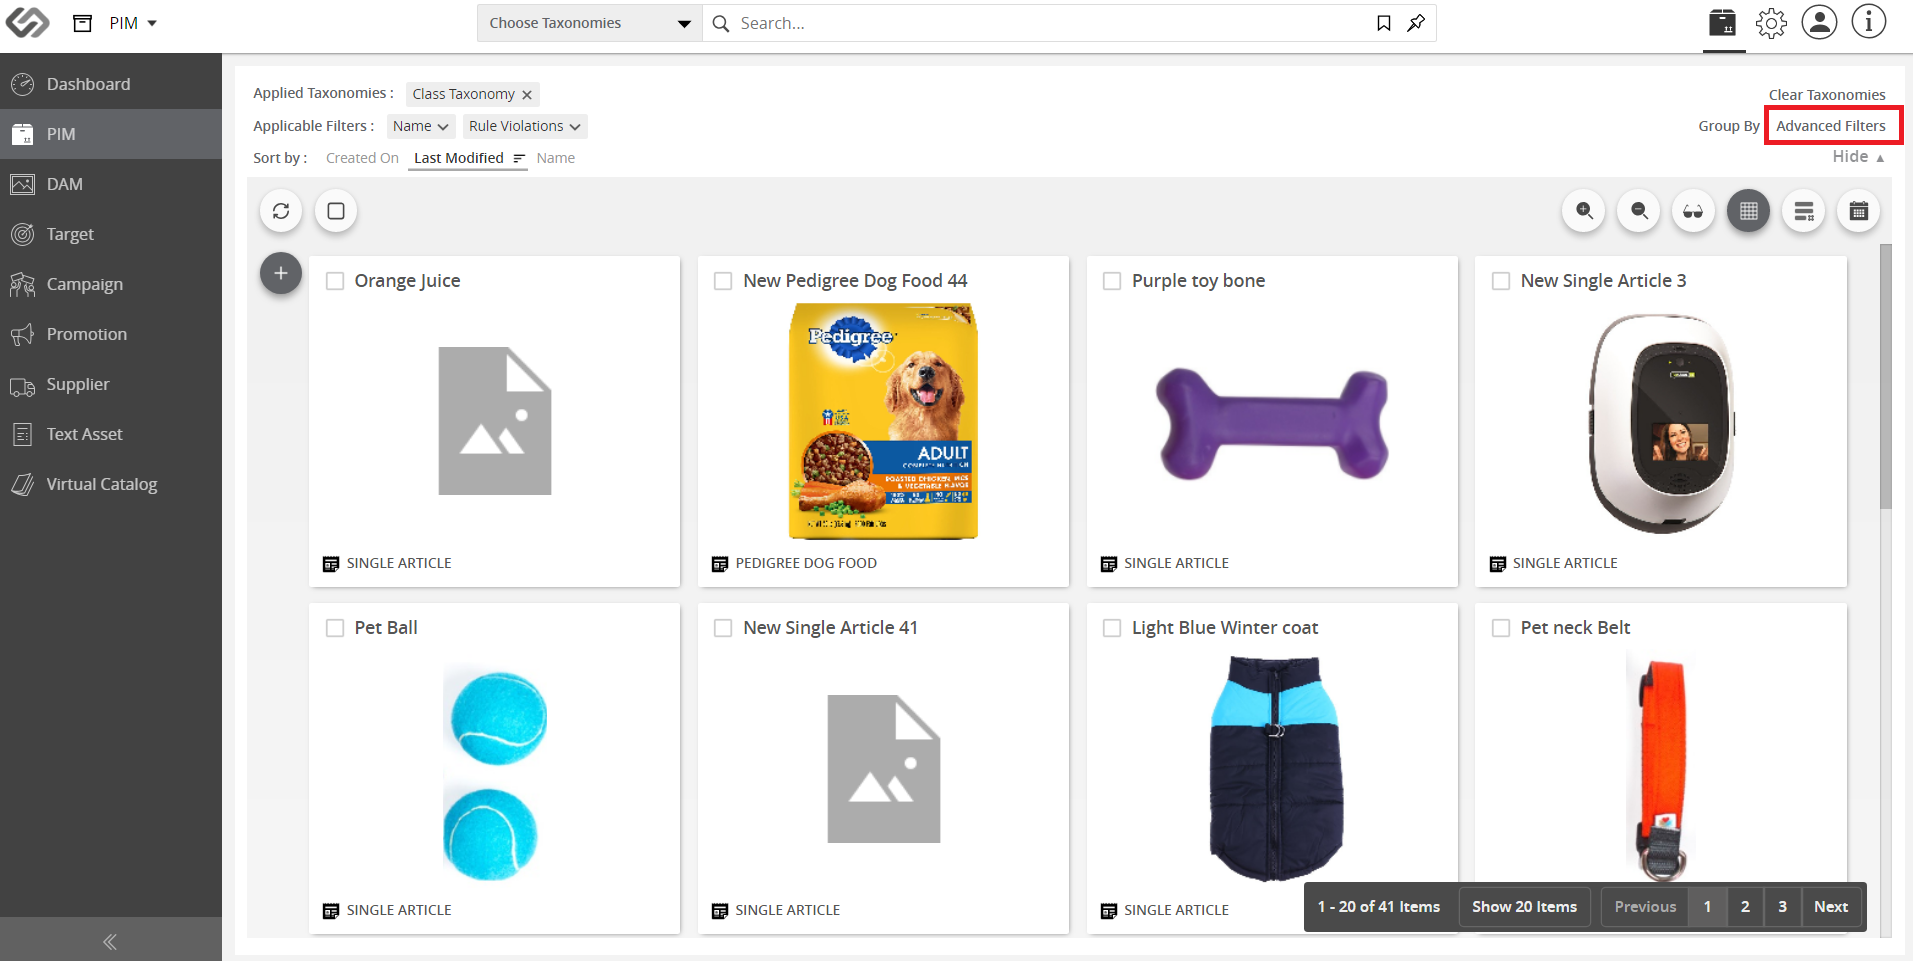 PIM
Choose Taxonomies
Search...
Dashboard
PIM
DAM
Target
Campaign
Promotion
Supplier
Text Asset
Virtual Catalog
Applied Taxonomies : Class Taxonomy
Clear Taxonomies
Applicable Filters : Name Rule Violations
Group By Advanced Filters
Sort by : Created On Last Modified Name
Hide
Orange Juice
SINGLE ARTICLE
New Pedigree Dog Food 44
Pedigree
ADULT
ROASTED CHICKEN, RICE
& VEGETABLE FLAVOR
PEDIGREE DOG FOOD
Purple toy bone
SINGLE ARTICLE
New Single Article 3
SINGLE ARTICLE
Pet Ball
SINGLE ARTICLE
New Single Article 41
SINGLE ARTICLE
Light Blue Winter coat
SINGLE ARTICLE
Pet neck Belt
1 - 20 of 41 Items Show 20 Items Previous 1 2 3 Next